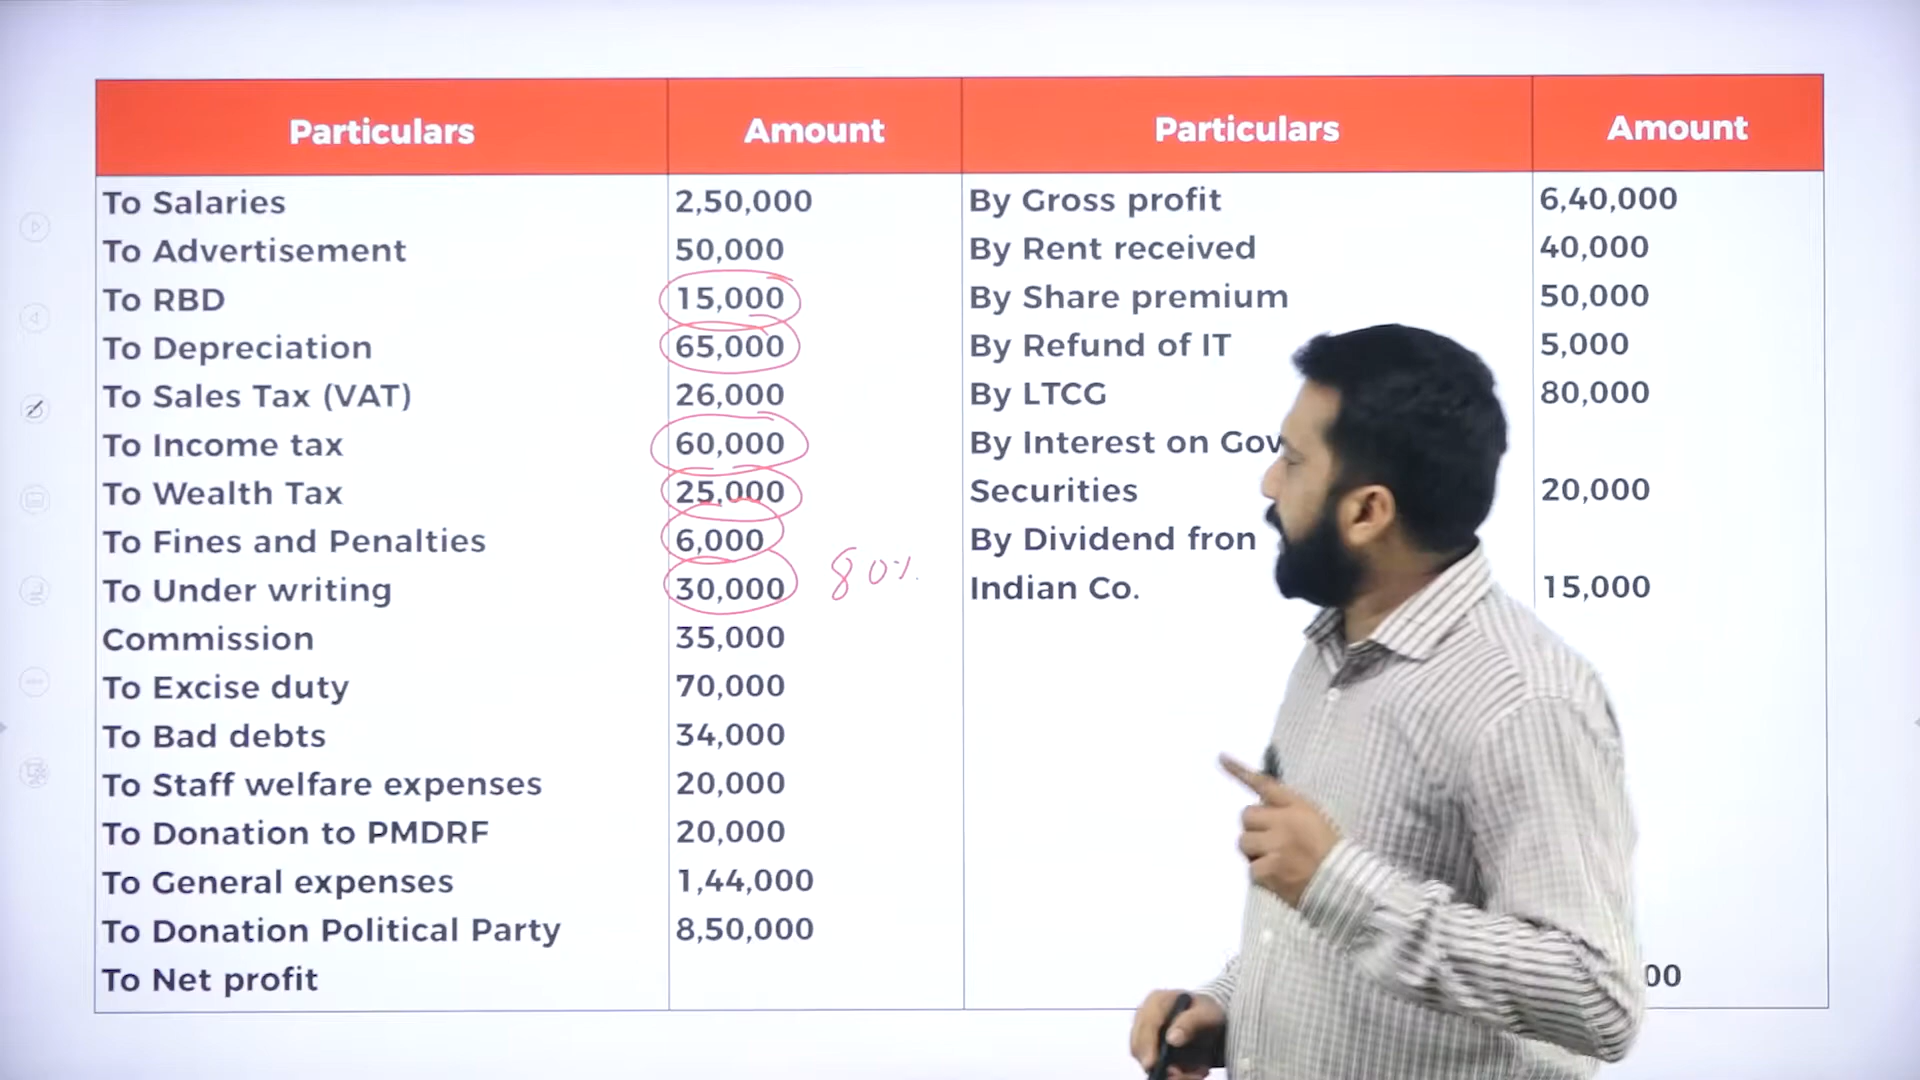 Particulars Amount Particulars Amount
To Salaries 2,50,000 By Gross profit 6,40,000
To Advertisement 50,000 By Rent received 40,000
To RBD 15,000 By Share premium 50,000
To Depreciation 65,000 By Refund of IT 5,000
To Sales Tax (VAT) 26,000 By LTCG 80,000
To Income tax 60,000 By Interest on Gov
To Wealth Tax 25,000 Securities 20,000
To Fines and Penalties 6,000 By Dividend fron
To Under writing 30,000 80% Indian Co. 15,000
Commission 35,000
To Excise duty 70,000
To Bad debts 34,000
To Staff welfare expenses 20,000
To Donation to PMDRF 20,000
To General expenses 1,44,000
To Donation Political Party 8,50,000
To Net profit 00